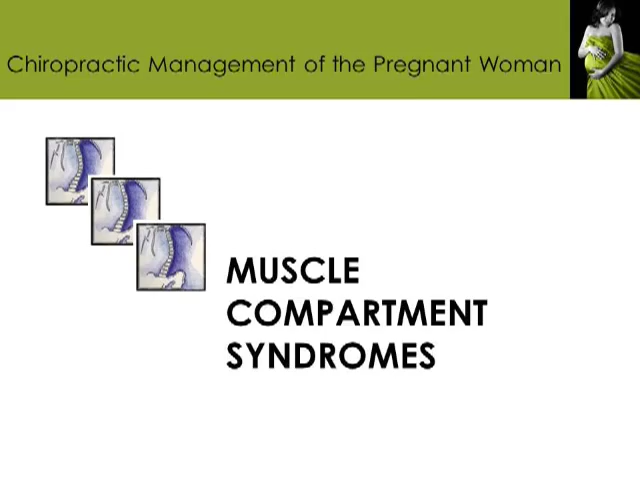 Chiropractic Management of the Pregnant Woman
MUSCLE
COMPARTMENT
SYNDROMES